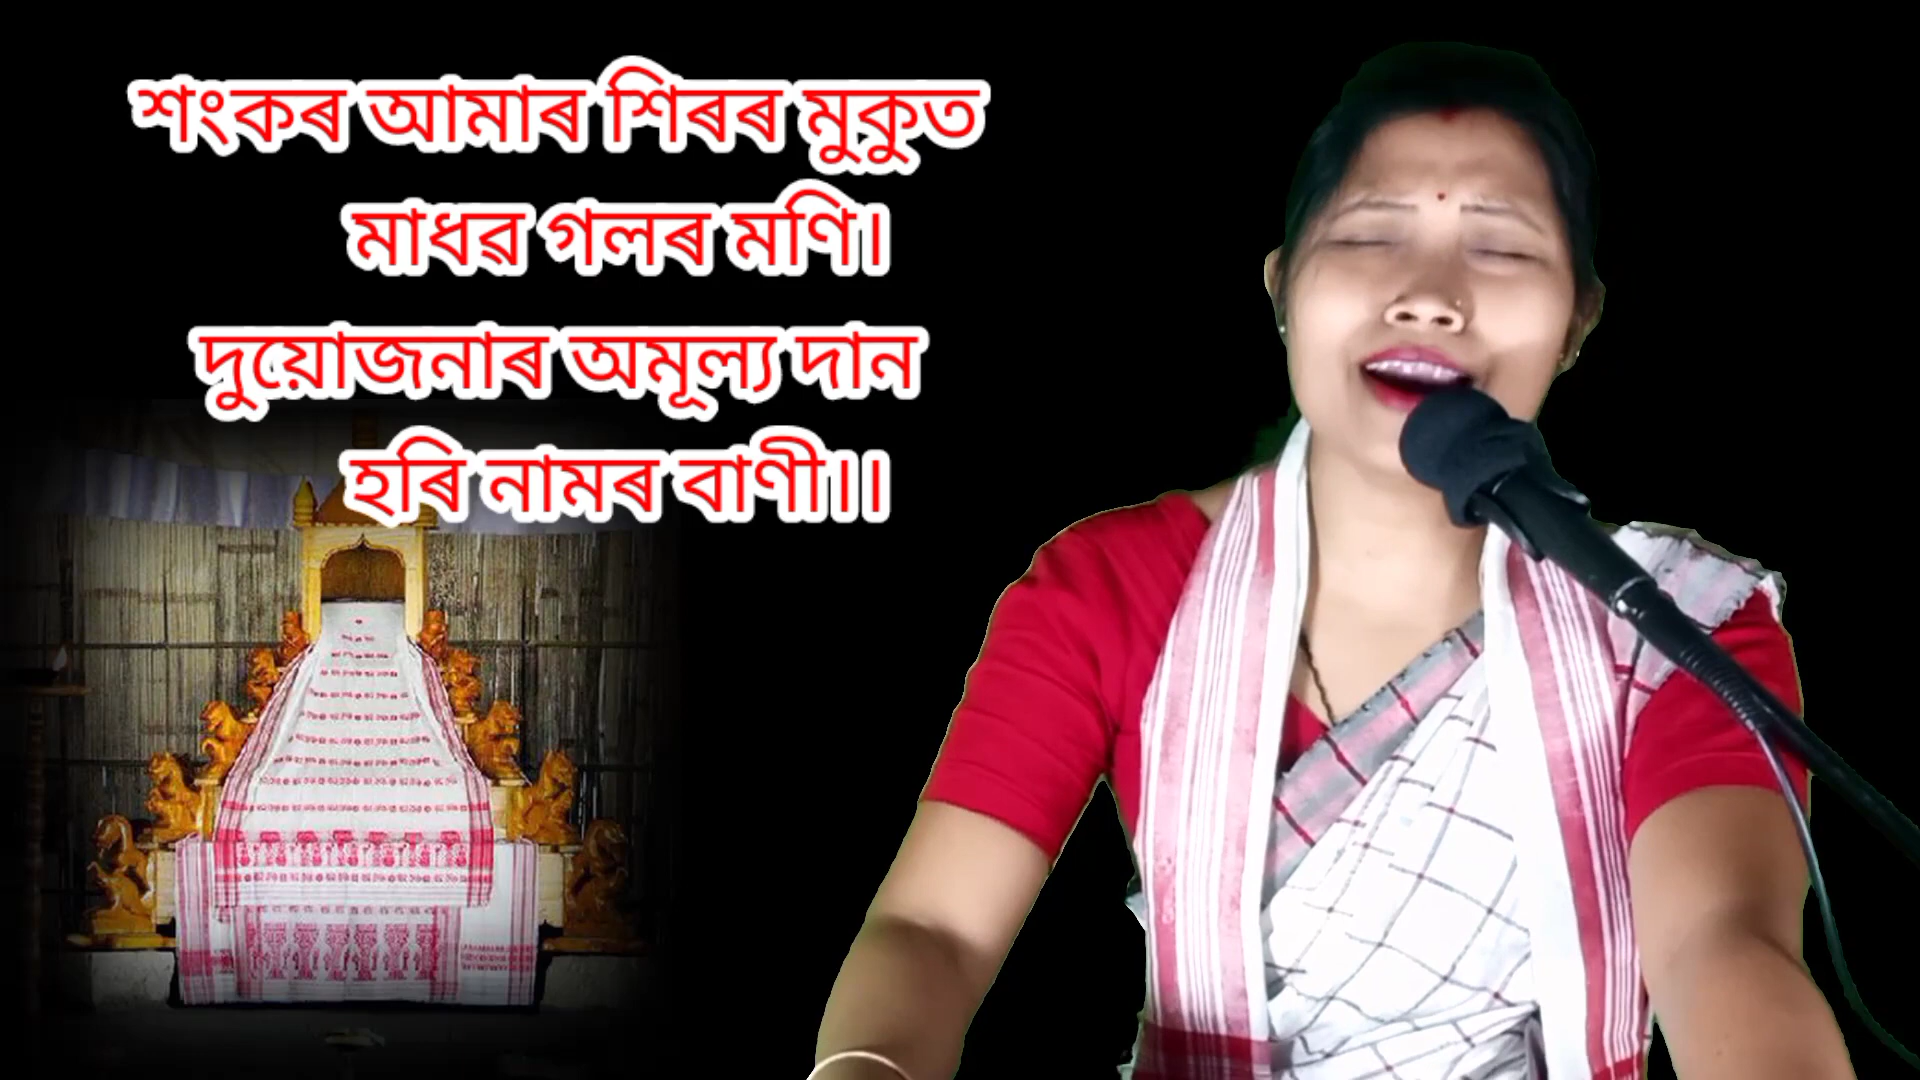 শংকৰ আমাৰ শিৰৰ মুকুত
মাধৱ গলৰ মণি।
দুয়োজনাৰ অমূল্য দান
হৰি নামৰ বাণী।।